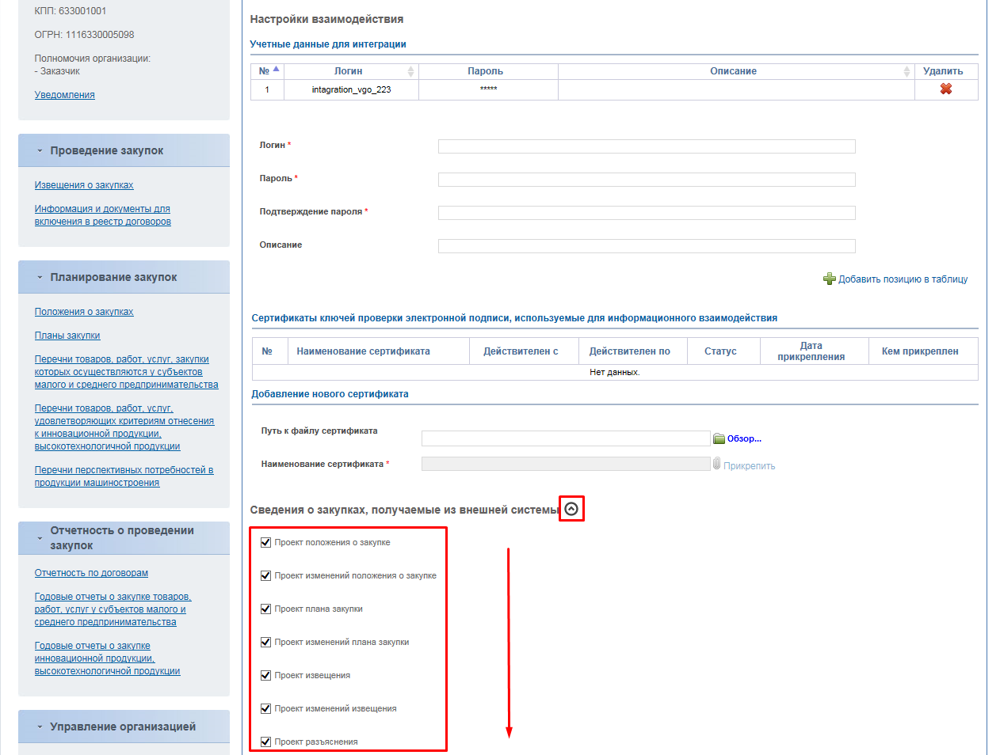 КПП: 633001001
ОГРН: 1116330005098
Полномочия организации:
- Заказчик
Уведомления
Проведение закупок
Извещения о закупках
Информация и документы для
включения в реестр договоров
Планирование закупок
Положения о закупках
Планы закупки
Перечни товаров, работ, услуг, закупки
которых осуществляются у субъектов
малого и среднего предпринимательства
Перечни товаров, работ, услуг,
удовлетворяющих критериям отнесения
к инновационной продукции,
высокотехнологичной продукции
Перечни перспективных потребностей в
продукции машиностроения
Отчетность о проведении
закупок
Отчетность по договорам
Годовые отчеты о закупке товаров,
работ, услуг у субъектов малого и
среднего предпринимательства
Годовые отчеты о закупке
инновационной продукции,
высокотехнологичной продукции
Управление организацией
Настройки взаимодействия
Учетные данные для интеграции
№ Логин Пароль Описание Удалить
1 intagration_vgo_223 *****
Логин *
Пароль *
Подтверждение пароля *
Описание
Добавить позицию в таблицу
Сертификаты ключей проверки электронной подписи, используемые для информационного взаимодействия
№ Наименование сертификата Действителен с Действителен по Статус Дата прикрепления Кем прикреплен
Нет данных.
Добавление нового сертификата
Путь к файлу сертификата Обзор...
Наименование сертификата * Прикрепить
Сведения о закупках, получаемые из внешней системы
Проект положения о закупке
Проект изменений положения о закупке
Проект плана закупки
Проект изменений плана закупки
Проект извещения
Проект изменений извещения
Проект разъяснения